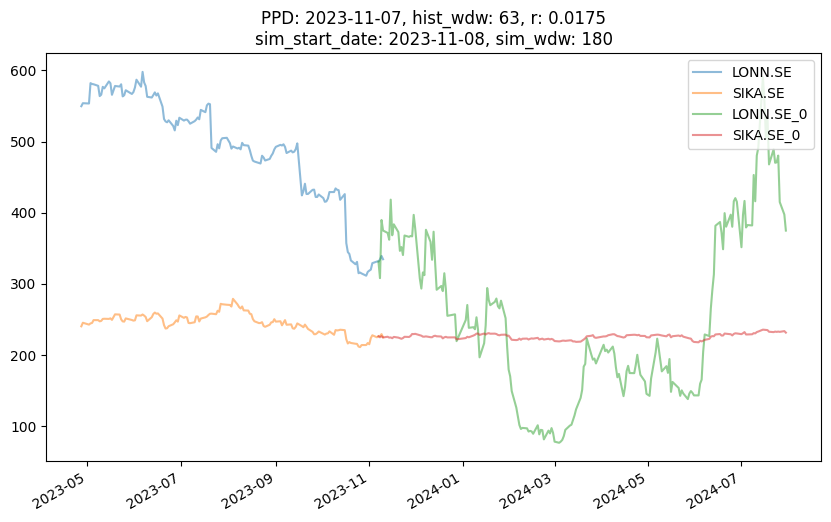 PPD: 2023-11-07, hist_wdw: 63, r: 0.0175
sim_start_date: 2023-11-08, sim_wdw: 180
LONN.SE
SIKA.SE
LONN.SE_0
SIKA.SE_0
600
500
400
300
200
100
2023-05
2023-07
2023-09
2023-11
2024-01
2024-03
2024-05
2024-07